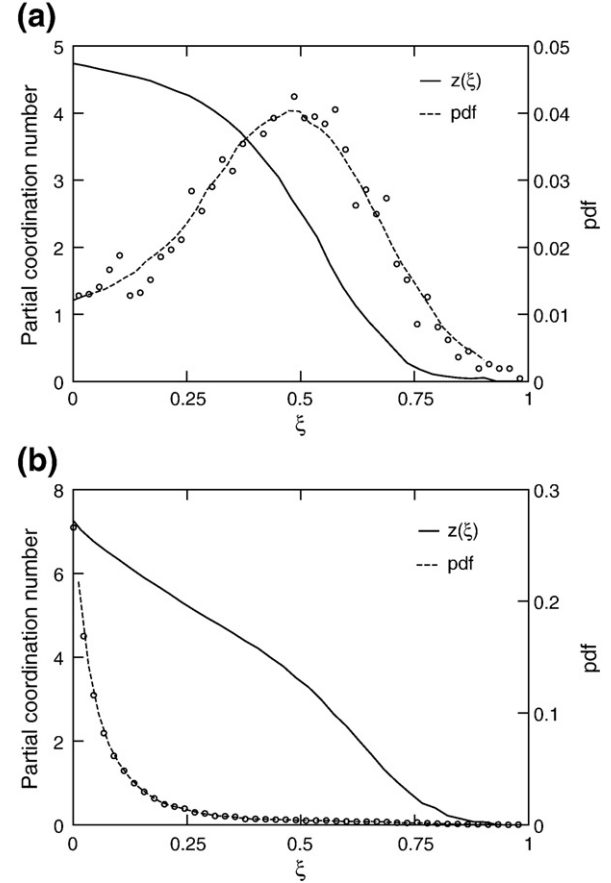 (a)
5
4
3
2
1
0
Partial coordination number
0.05
0.04
0.03
0.02
0.01
0
pdf
z(ξ)
pdf
0
0.25
0.5
0.75
1
ξ
(b)
8
6
4
2
0
Partial coordination number
0.3
0.2
0.1
0
pdf
z(ξ)
pdf
0
0.25
0.5
0.75
1
ξ